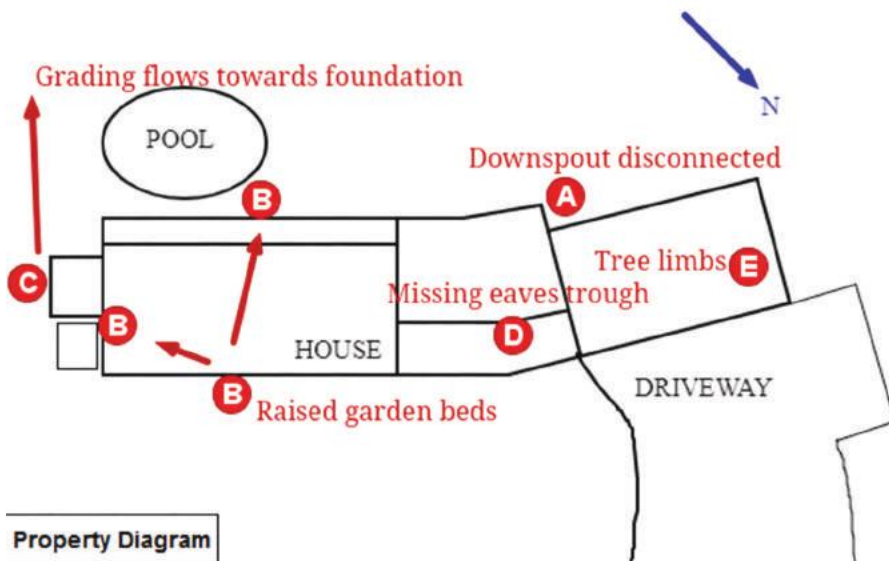 Grading flows towards foundation
N
POOL
Downspout disconnected
A
B
Tree limbs E
C
Missing eaves trough
B
D
HOUSE
DRIVEWAY
B
Raised garden beds
Property Diagram